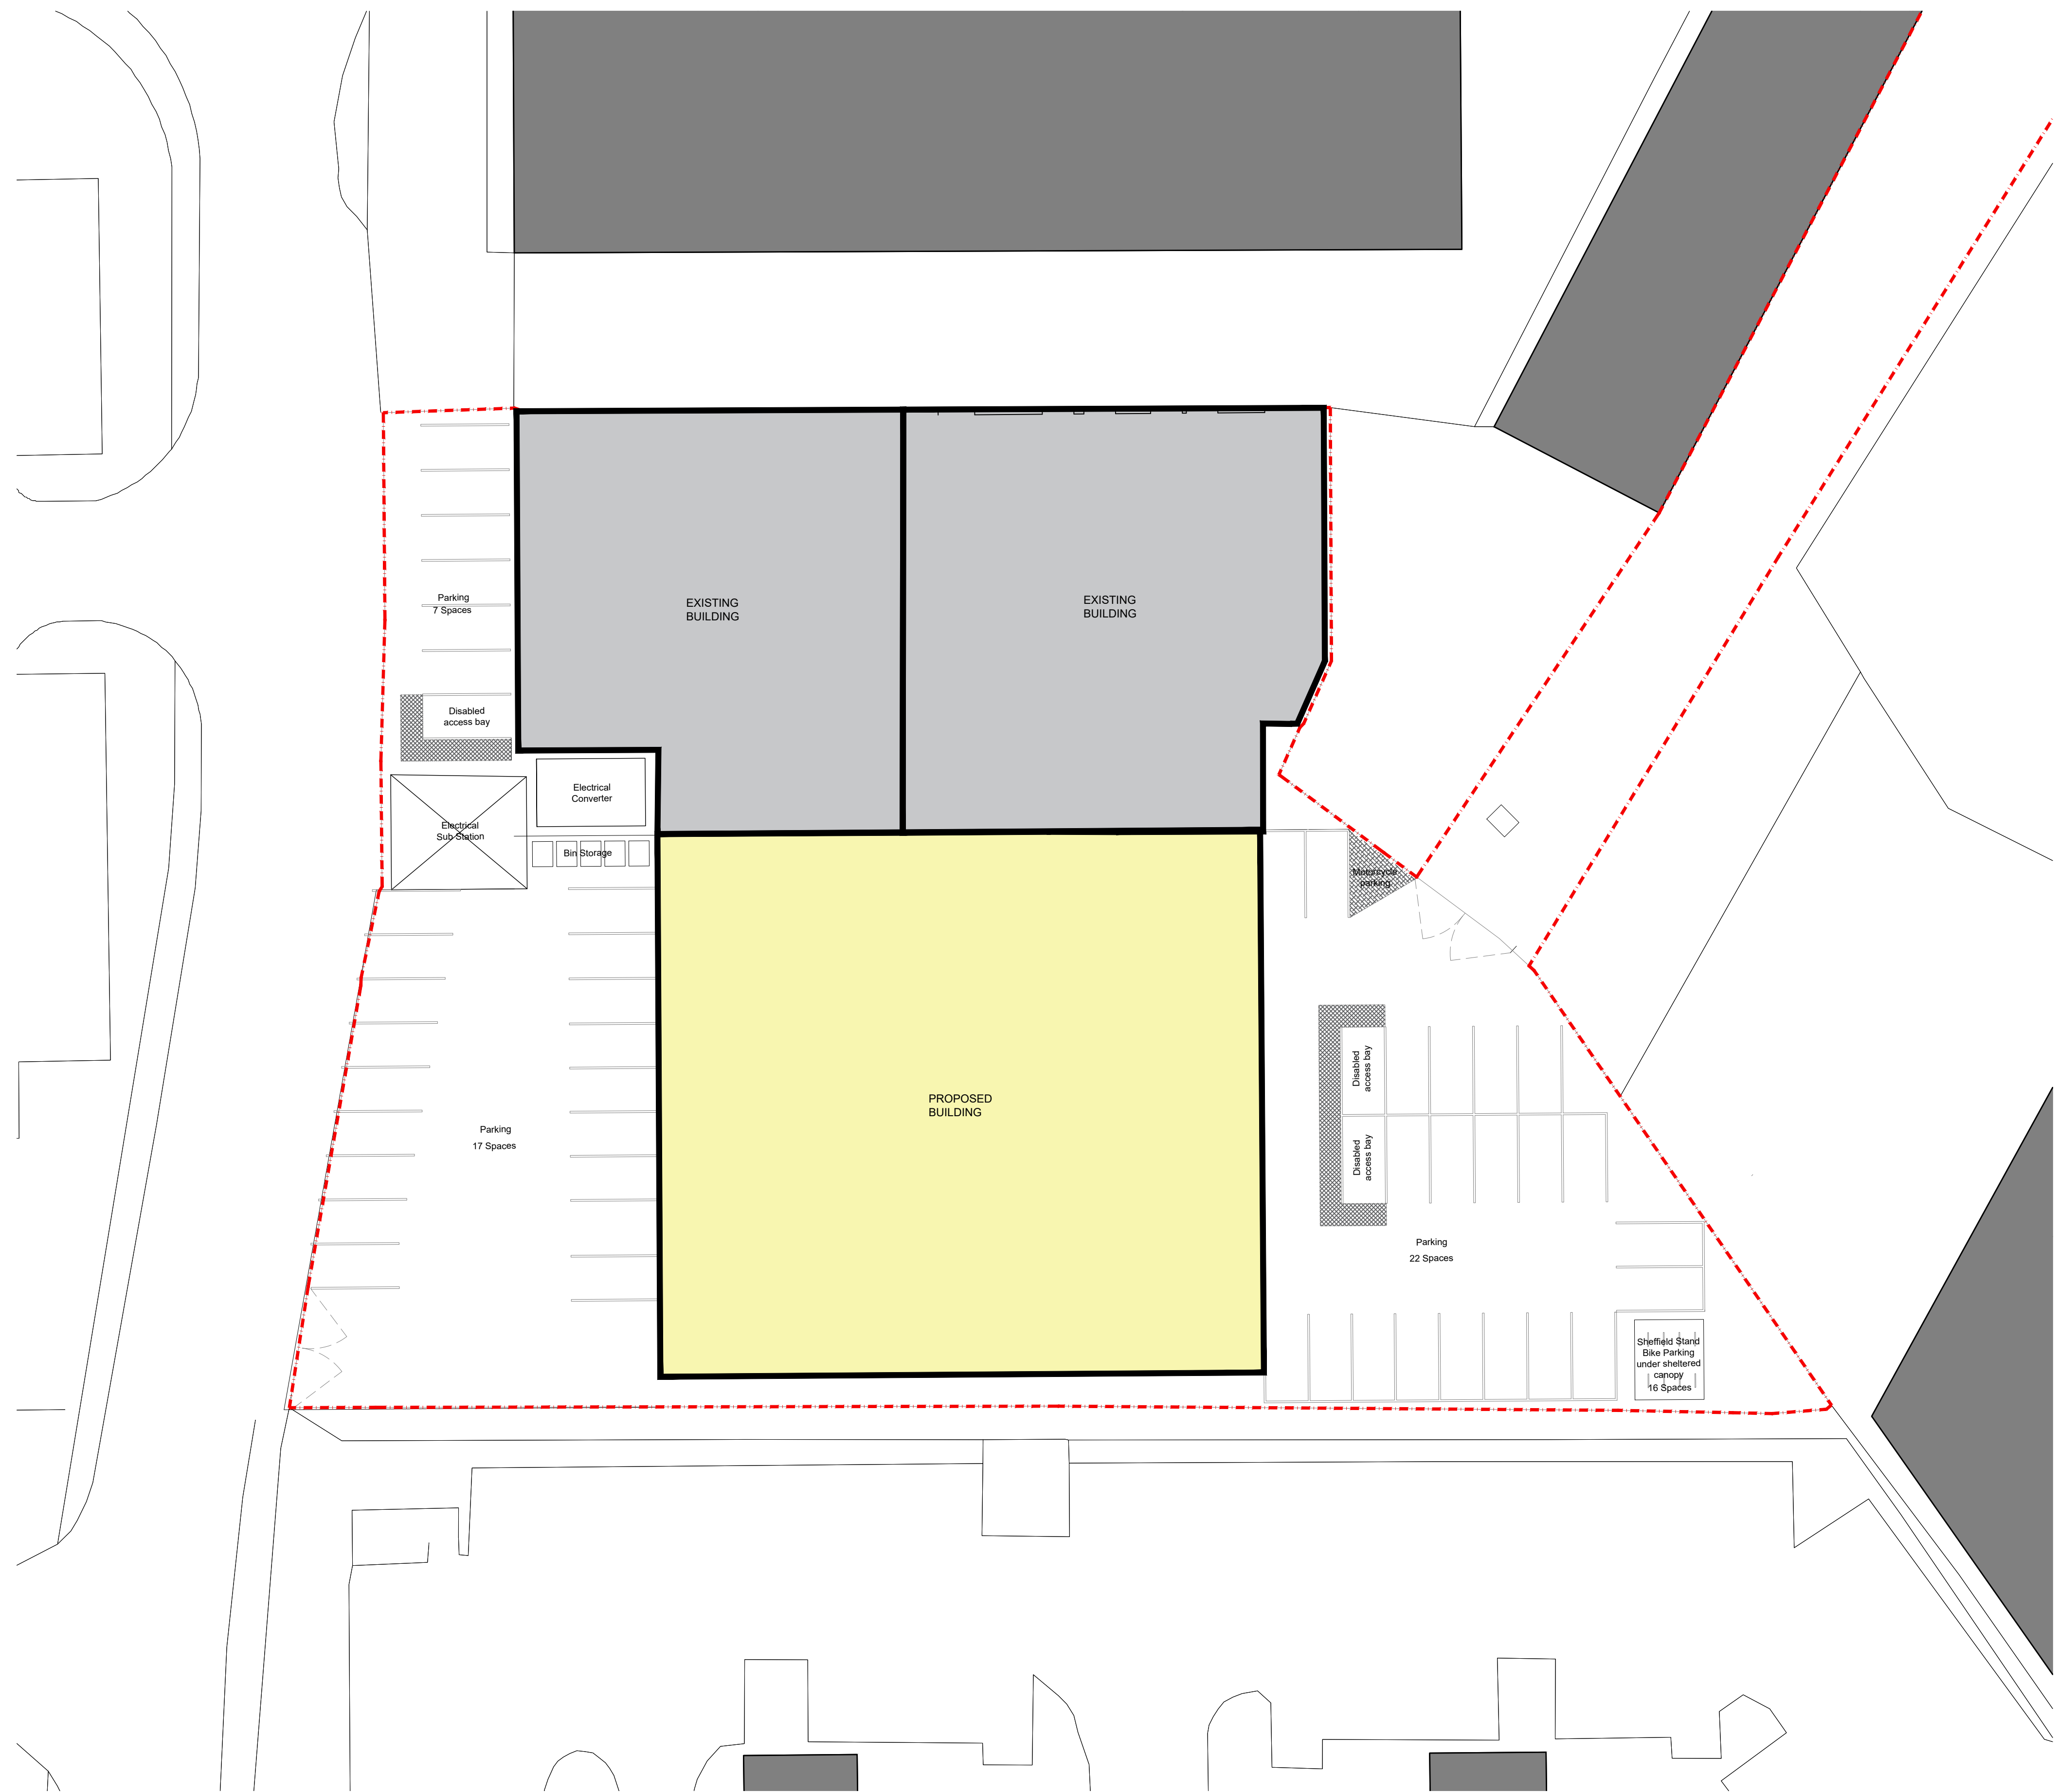 EXISTING
BUILDING
EXISTING
BUILDING
Parking
7 Spaces
Disabled
access bay
Electrical
Converter
Electrical
Sub Station
Bin Storage
Motorcycle
parking
Disabled
access bay
PROPOSED
BUILDING
Parking
17 Spaces
Disabled
access bay
Parking
22 Spaces
Sheffield Stand
Bike Parking
under sheltered
canopy
16 Spaces